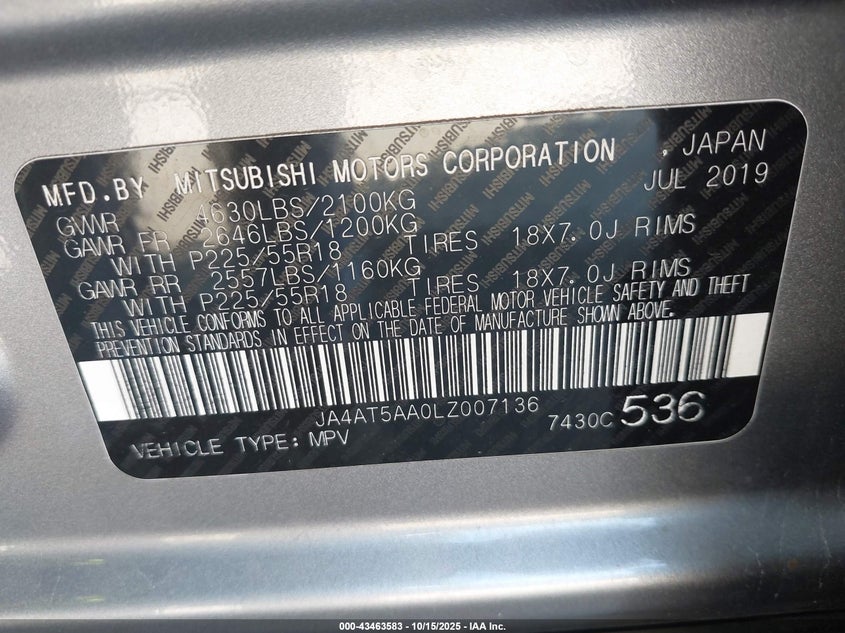 MFD.BY MITSUBISHI MOTORS CORPORATION , JAPAN
JUL 2019
GVWR 4630LBS/2100KG
GAWR FR 2646LBS/1200KG
WITH P225/55R18 TIRES 18X7.0J RIMS
GAWR RR 2557LBS/1160KG
WITH P225/55R18 TIRES 18X7.0J RIMS
THIS VEHICLE CONFORMS TO ALL APPLICABLE FEDERAL MOTOR VEHICLE SAFETY AND THEFT
PREVENTION STANDARDS IN EFFECT ON THE DATE OF MANUFACTURE SHOWN ABOVE.
JA4AT5AA0LZ007136
7430C 536
VEHICLE TYPE: MPV
000-43463583 - 10/15/2025 - IAA Inc.